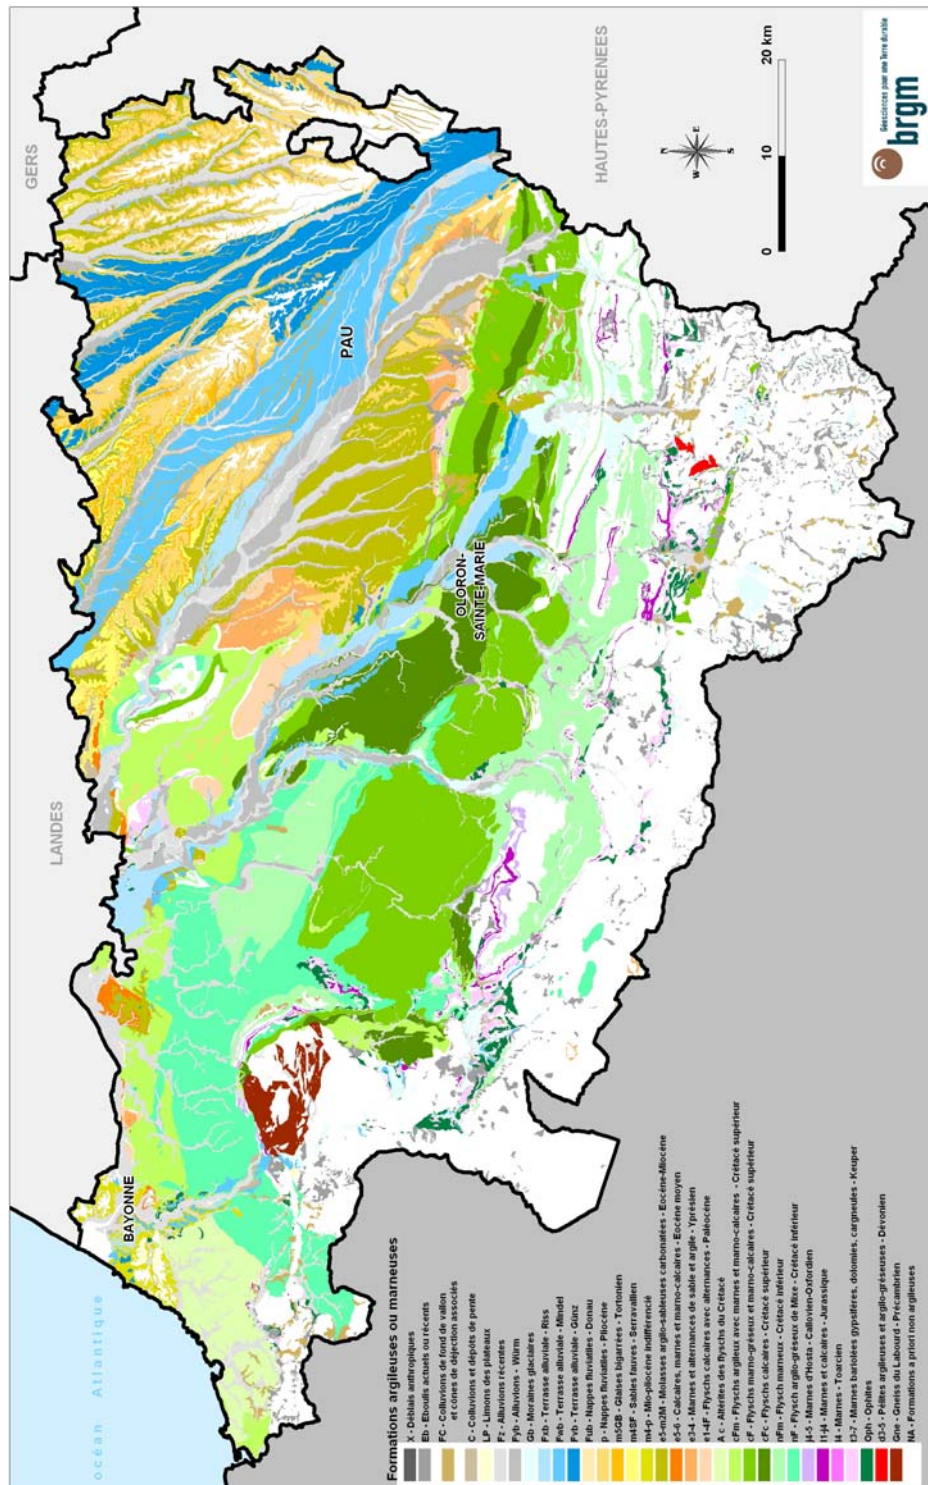 GERS
LANDES
HAUTES-PYRENEES
océan Atlantique
BAYONNE
PAU
OLORON-
SAINTE-MARIE
N
W
E
S
0 10 20 km
Géosciences pour une Terre durable
brgm
Formations argileuses ou marneuses
X - Déblais anthropiques
Eb - Eboulis actuels ou récents
FC - Colluvions de fond de vallon
et cônes de déjection associés
C - Colluvions et dépôts de pente
LP - Limons des plateaux
Fz - Alluvions récentes
Fy - Alluvions - Würm
Gb - Moraines glaciaires
Fxb - Terrasse alluviale - Riss
Fwb - Terrasse alluviale - Mindel
Fvb - Terrasse alluviale - Günz
Fub - Nappes fluviatiles - Donau
p - Nappes fluviatiles - Pliocène
m5GB - Glaises bigarrées - Tortonien
m4SF - Sables fauves - Serravallien
m4-p - Mio-pliocène indifférencié
e5-m2M - Molasses argilo-sableuses carbonatées - Eocène-Miocène
e5-6 - Calcaires, marnes et marno-calcaires - Eocène moyen
e3-4 - Marnes et alternances de sable et argile - Yprésien
e1-4F - Flyschs calcaires avec alternances - Paléocène
A c - Altérites des flyschs du Crétacé
cFm - Flyschs argileux avec marnes et marno-calcaires - Crétacé supérieur
cF - Flyschs marno-gréseux et marno-calcaires - Crétacé supérieur
cFc - Flyschs calcaires - Crétacé supérieur
nFm - Flysch marneux - Crétacé inférieur
nF - Flysch argilo-gréseux de Mixe - Crétacé inférieur
j4-5 - Marnes d'Hosta - Callovien-Oxfordien
l1-j4 - Marnes et calcaires - Jurassique
l4 - Marnes - Toarcien
t3-7 - Marnes bariolées gypsifères, dolomies, cargneules - Keuper
Oph - Ophites
d3-5 - Pélites argileuses et argilo-gréseuses - Dévonien
Gne - Gneiss du Labourd - Précambrien
NA - Formations a priori non argileuses